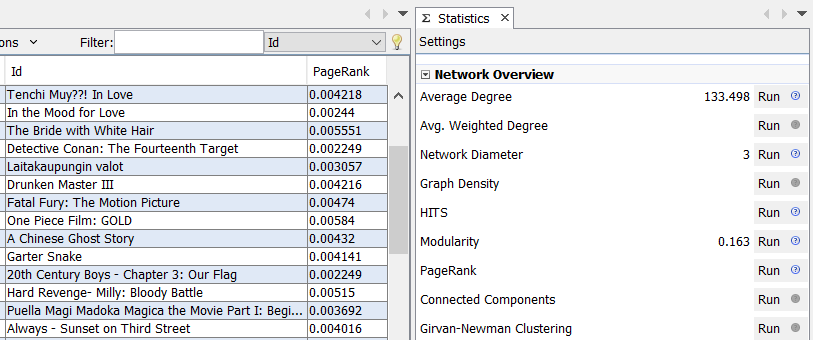 Σ Statistics ×
ons Filter: Id
Settings
Id PageRank
Network Overview
Tenchi Muy??! In Love 0.004218
Average Degree 133.498 Run
In the Mood for Love 0.00244
The Bride with White Hair 0.005551
Avg. Weighted Degree Run
Detective Conan: The Fourteenth Target 0.002249
Network Diameter 3 Run
Laitakaupungin valot 0.003057
Drunken Master III 0.004216
Graph Density Run
Fatal Fury: The Motion Picture 0.00474
HITS Run
One Piece Film: GOLD 0.00584
A Chinese Ghost Story 0.00432
Modularity 0.163 Run
Garter Snake 0.004141
PageRank Run
20th Century Boys - Chapter 3: Our Flag 0.002249
Hard Revenge- Milly: Bloody Battle 0.00515
Connected Components Run
Puella Magi Madoka Magica the Movie Part I: Begi... 0.003692
Always - Sunset on Third Street 0.004016
Girvan-Newman Clustering Run